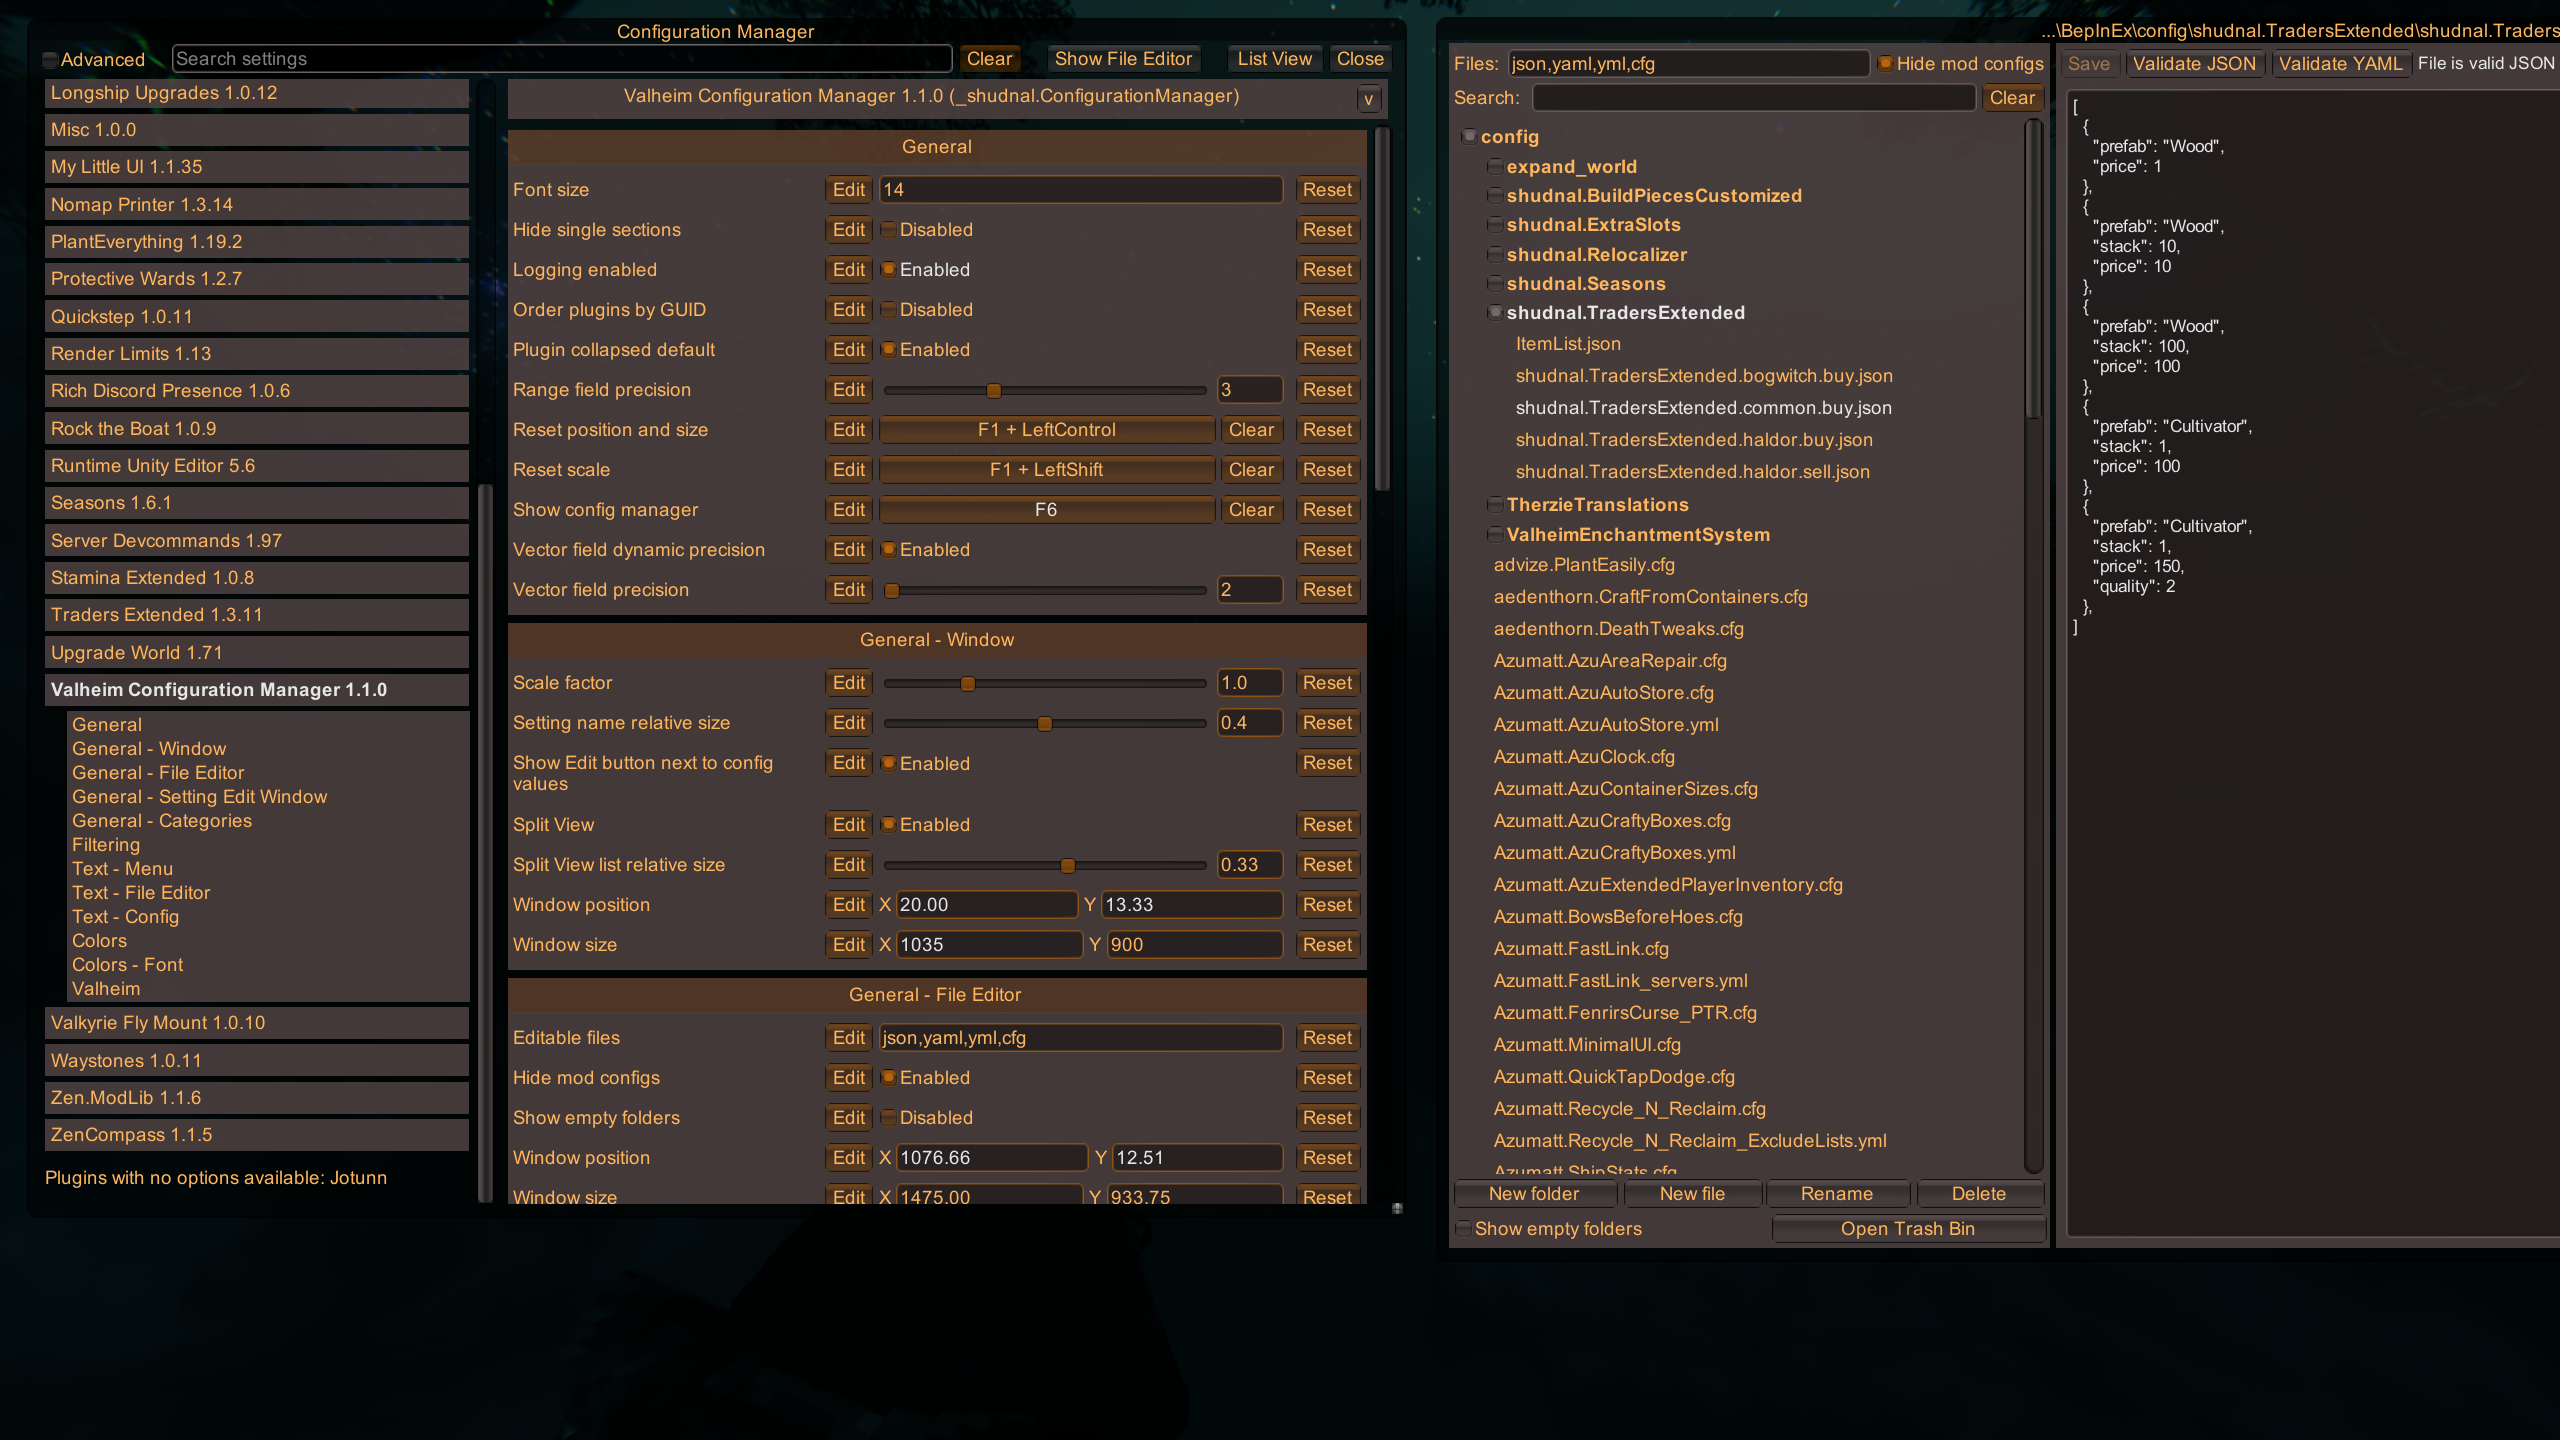 Configuration Manager
Advanced
Search settings
Clear
Show File Editor
List View
Close
Longship Upgrades 1.0.12
Misc 1.0.0
My Little UI 1.1.35
Nomap Printer 1.3.14
PlantEverything 1.19.2
Protective Wards 1.2.7
Quickstep 1.0.11
Render Limits 1.13
Rich Discord Presence 1.0.6
Rock the Boat 1.0.9
Runtime Unity Editor 5.6
Seasons 1.6.1
Server Devcommands 1.97
Stamina Extended 1.0.8
Traders Extended 1.3.11
Upgrade World 1.71
Valheim Configuration Manager 1.1.0
General
General - Window
General - File Editor
General - Setting Edit Window
General - Categories
Filtering
Text - Menu
Text - File Editor
Text - Config
Colors
Colors - Font
Valheim
Valkyrie Fly Mount 1.0.10
Waystones 1.0.11
Zen.ModLib 1.1.6
ZenCompass 1.1.5
Plugins with no options available: Jotunn
Valheim Configuration Manager 1.1.0 (_shudnal.ConfigurationManager)
v
General
Font size Edit 14 Reset
Hide single sections Edit Disabled Reset
Logging enabled Edit Enabled Reset
Order plugins by GUID Edit Disabled Reset
Plugin collapsed default Edit Enabled Reset
Range field precision Edit 3 Reset
Reset position and size Edit F1 + LeftControl Clear Reset
Reset scale Edit F1 + LeftShift Clear Reset
Show config manager Edit F6 Clear Reset
Vector field dynamic precision Edit Enabled Reset
Vector field precision Edit 2 Reset
General - Window
Scale factor Edit 1.0 Reset
Setting name relative size Edit 0.4 Reset
Show Edit button next to config Edit Enabled Reset
values
Split View Edit Enabled Reset
Split View list relative size Edit 0.33 Reset
Window position Edit X 20.00 Y 13.33 Reset
Window size Edit X 1035 Y 900 Reset
General - File Editor
Editable files Edit json,yaml,yml,cfg Reset
Hide mod configs Edit Enabled Reset
Show empty folders Edit Disabled Reset
Window position Edit X 1076.66 Y 12.51 Reset
Window size Edit X 1475.00 Y 933.75 Reset
...\BepInEx\config\shudnal.TradersExtended\shudnal.Traders
Files: json,yaml,yml,cfg Hide mod configs
Search: Clear
config
expand_world
shudnal.BuildPiecesCustomized
shudnal.ExtraSlots
shudnal.Relocalizer
shudnal.Seasons
shudnal.TradersExtended
ItemList.json
shudnal.TradersExtended.bogwitch.buy.json
shudnal.TradersExtended.common.buy.json
shudnal.TradersExtended.haldor.buy.json
shudnal.TradersExtended.haldor.sell.json
TherzieTranslations
ValheimEnchantmentSystem
advize.PlantEasily.cfg
aedenthorn.CraftFromContainers.cfg
aedenthorn.DeathTweaks.cfg
Azumatt.AzuAreaRepair.cfg
Azumatt.AzuAutoStore.cfg
Azumatt.AzuAutoStore.yml
Azumatt.AzuClock.cfg
Azumatt.AzuContainerSizes.cfg
Azumatt.AzuCraftyBoxes.cfg
Azumatt.AzuCraftyBoxes.yml
Azumatt.AzuExtendedPlayerInventory.cfg
Azumatt.BowsBeforeHoes.cfg
Azumatt.FastLink.cfg
Azumatt.FastLink_servers.yml
Azumatt.FenrirsCurse_PTR.cfg
Azumatt.MinimalUI.cfg
Azumatt.QuickTapDodge.cfg
Azumatt.Recycle_N_Reclaim.cfg
Azumatt.Recycle_N_Reclaim_ExcludeLists.yml
Azumatt.ShipStats.cfg
New folder New file Rename Delete
Show empty folders Open Trash Bin
Save Validate JSON Validate YAML File is valid JSON
[
{
"prefab": "Wood",
"price": 1
},
{
"prefab": "Wood",
"stack": 10,
"price": 10
},
{
"prefab": "Wood",
"stack": 100,
"price": 100
},
{
"prefab": "Cultivator",
"stack": 1,
"price": 100
},
{
"prefab": "Cultivator",
"stack": 1,
"price": 150,
"quality": 2
},
]